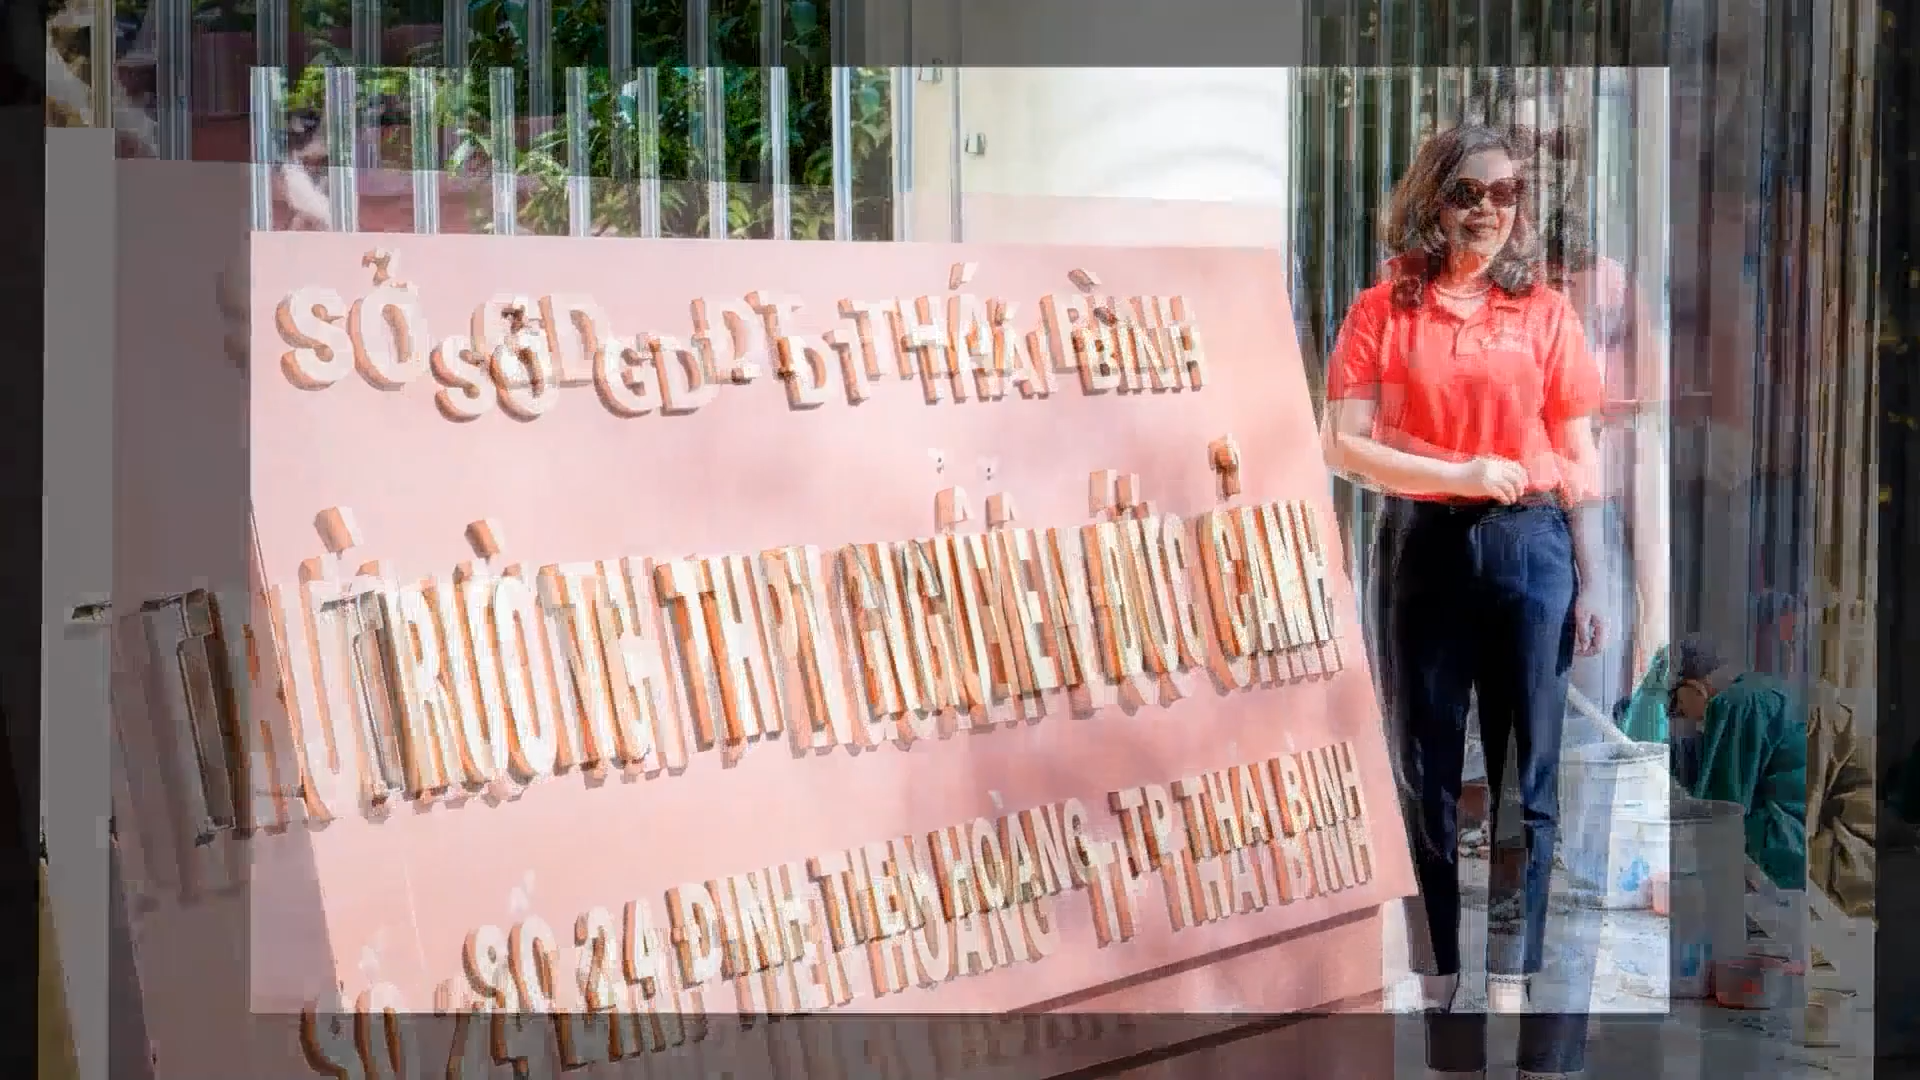 SỞ GD - ĐT THÁI BÌNH
TRƯỜNG THPT NGUYỄN ĐỨC CẢNH
SỐ 24 ĐINH TIÊN HOÀNG - TP THÁI BÌNH